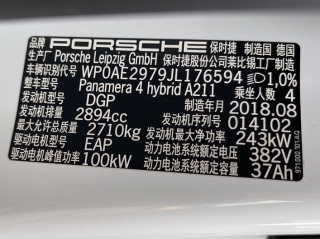 品牌 PORSCHE 保时捷 制造国 德国
生产厂 Porsche Leipzig GmbH 保时捷股份公司莱比锡工厂制造
车辆识别代号 WP0AE2979JL176594 1,0%
整车型号 Panamera 4 hybrid A211 乘坐人数 4
发动机型号 DGP 制造年月 2018.08
发动机排量 2894cc 发动机序列号 014102
最大允许总质量 2710kg 发动机额定功率 243kW
驱动电机型号 EAP 动力电池系统额定电压 382V
驱动电机峰值功率 100kW 动力电池系统额定容量 37Ah
971.000.101.AQ